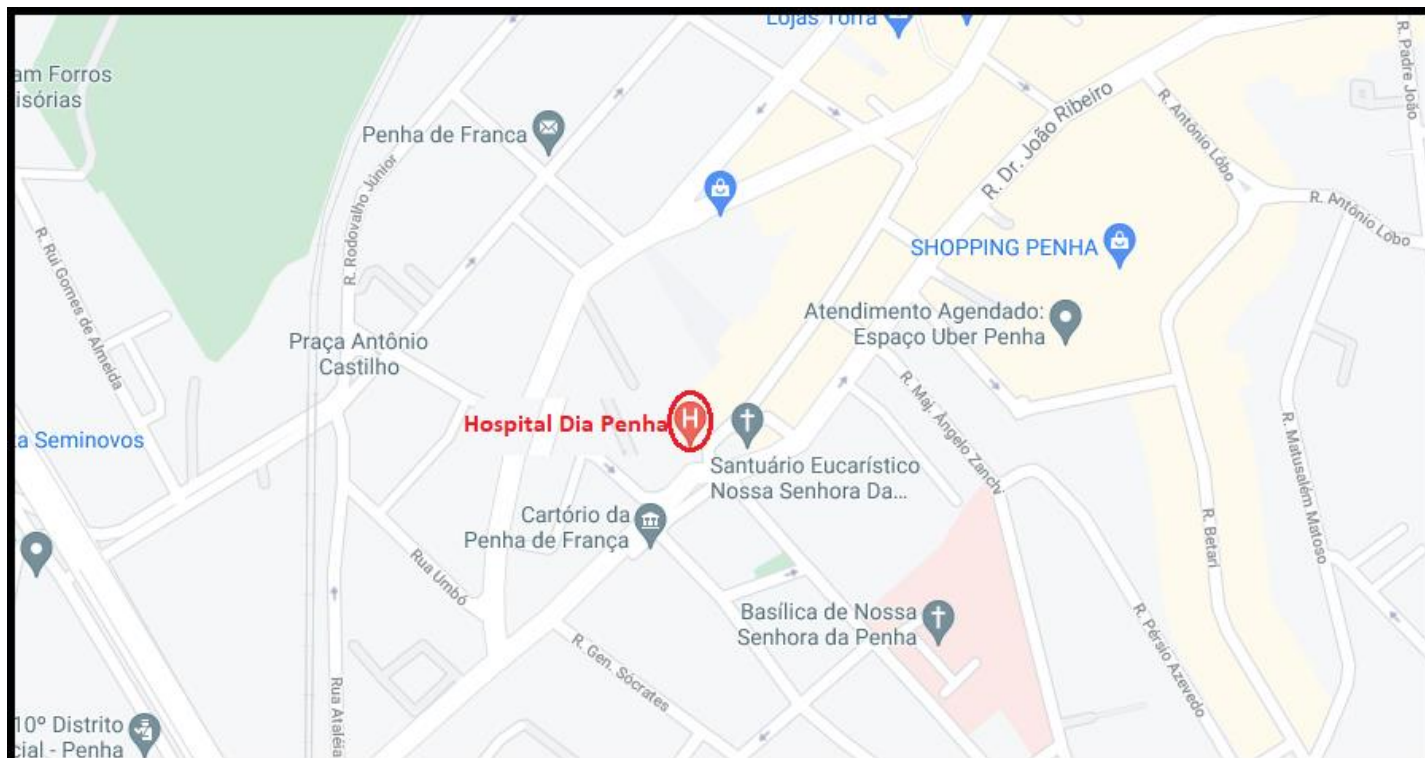 Lojas Torra
am Forros
isórias
Penha de Franca
R. Padre João
R. Dr. João Ribeiro
R. Antônio Lôbo
R. Antônio Lôbo
R. Rodovalho Júnior
R. Rui Gomes de Almeida
SHOPPING PENHA
Atendimento Agendado:
Espaço Uber Penha
Praça Antônio
Castilho
R. Maj. Ângelo Zanchi
Hospital Dia Penha
H
a Seminovos
Santuário Eucarístico
Nossa Senhora Da...
R. Matusalém Matoso
Cartório da
Penha de França
R. Betari
Rua Umbó
Basílica de Nossa
Senhora da Penha
R. Pérsio Azevedo
R. Gen. Sócrates
Rua Ataléia
10º Distrito
cial - Penha